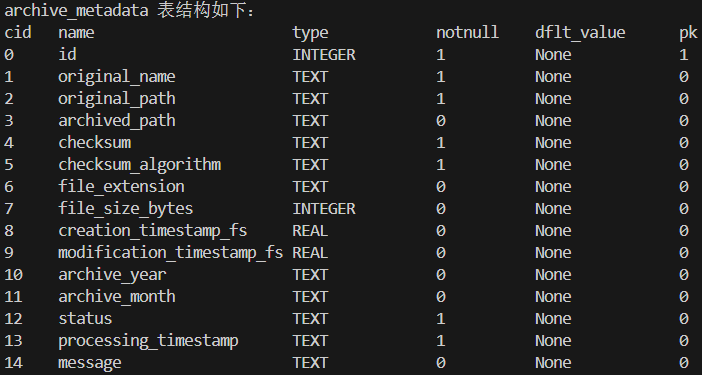 archive_metadata 表结构如下:
cid name type notnull dflt_value pk
0 id INTEGER 1 None 1
1 original_name TEXT 1 None 0
2 original_path TEXT 1 None 0
3 archived_path TEXT 0 None 0
4 checksum TEXT 1 None 0
5 checksum_algorithm TEXT 1 None 0
6 file_extension TEXT 0 None 0
7 file_size_bytes INTEGER 0 None 0
8 creation_timestamp_fs REAL 0 None 0
9 modification_timestamp_fs REAL 0 None 0
10 archive_year TEXT 0 None 0
11 archive_month TEXT 0 None 0
12 status TEXT 1 None 0
13 processing_timestamp TEXT 1 None 0
14 message TEXT 0 None 0